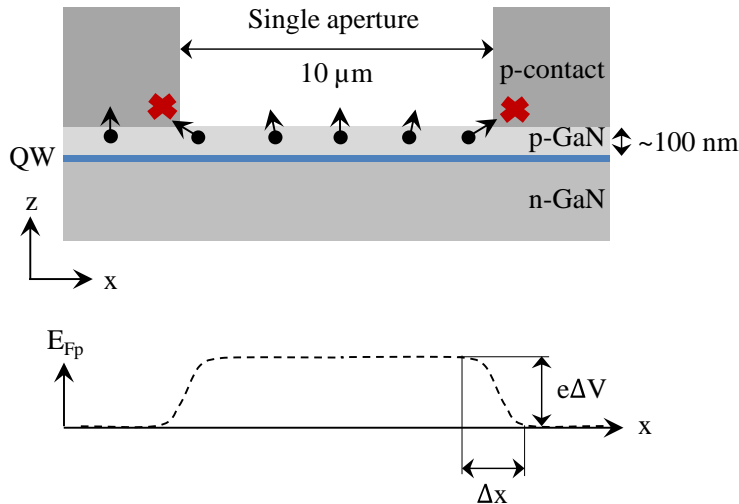 Single aperture
10 µm
p-contact
p-GaN
~100 nm
QW
n-GaN
z
x
E_Fp
eΔV
x
Δx